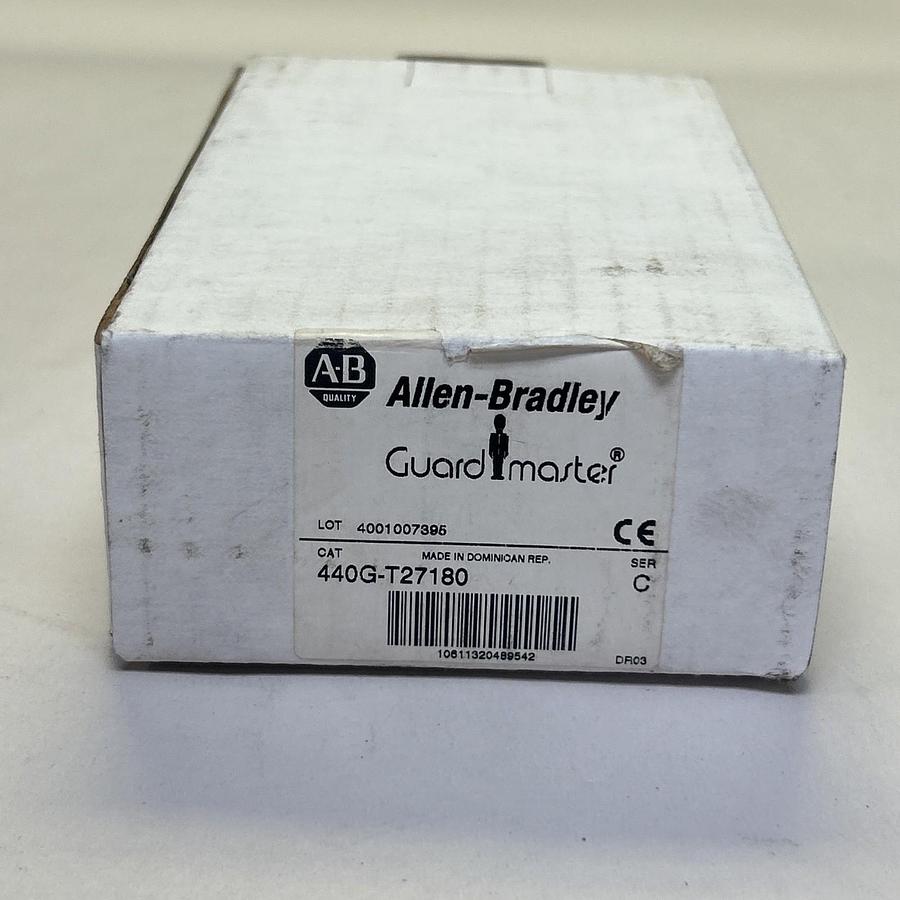 A-B
QUALITY
Allen-Bradley
Guardmaster®
LOT 4001007395
CE
CAT
MADE IN DOMINICAN REP.
SER
440G-T27180
C
10611320489542
DR03